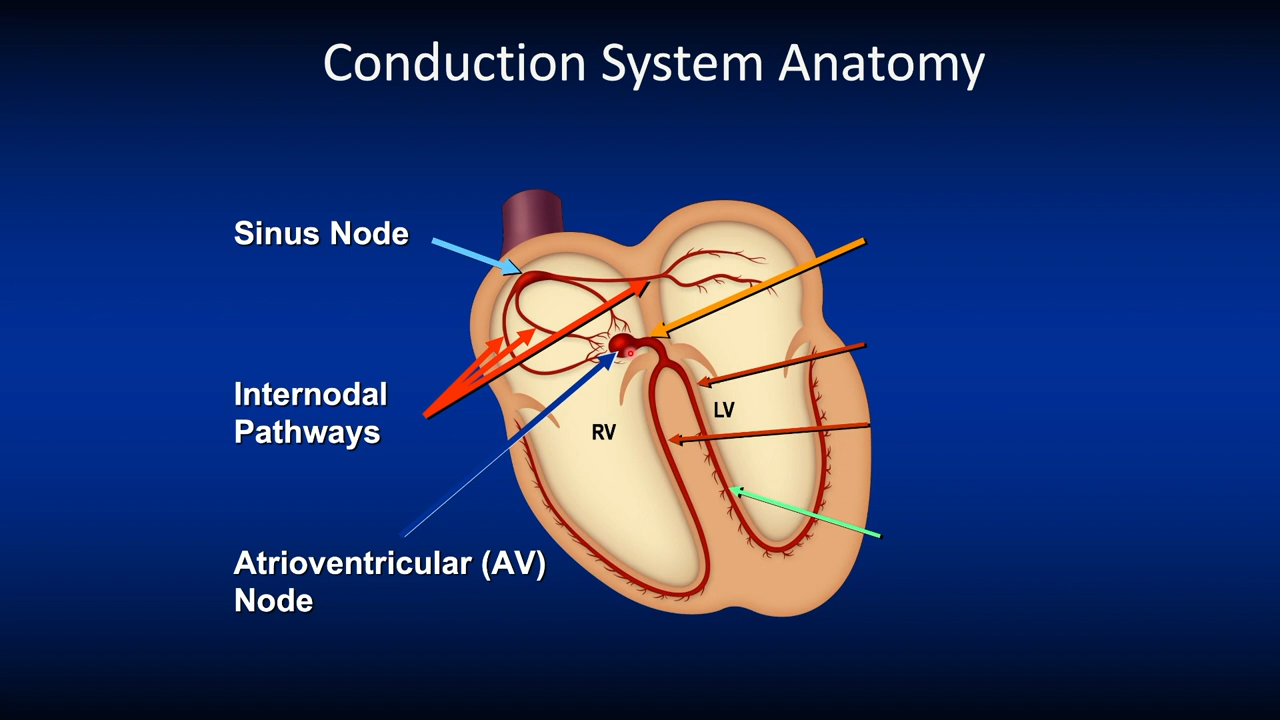 Conduction System Anatomy
Sinus Node
Internodal
Pathways
RV
LV
Atrioventricular (AV)
Node